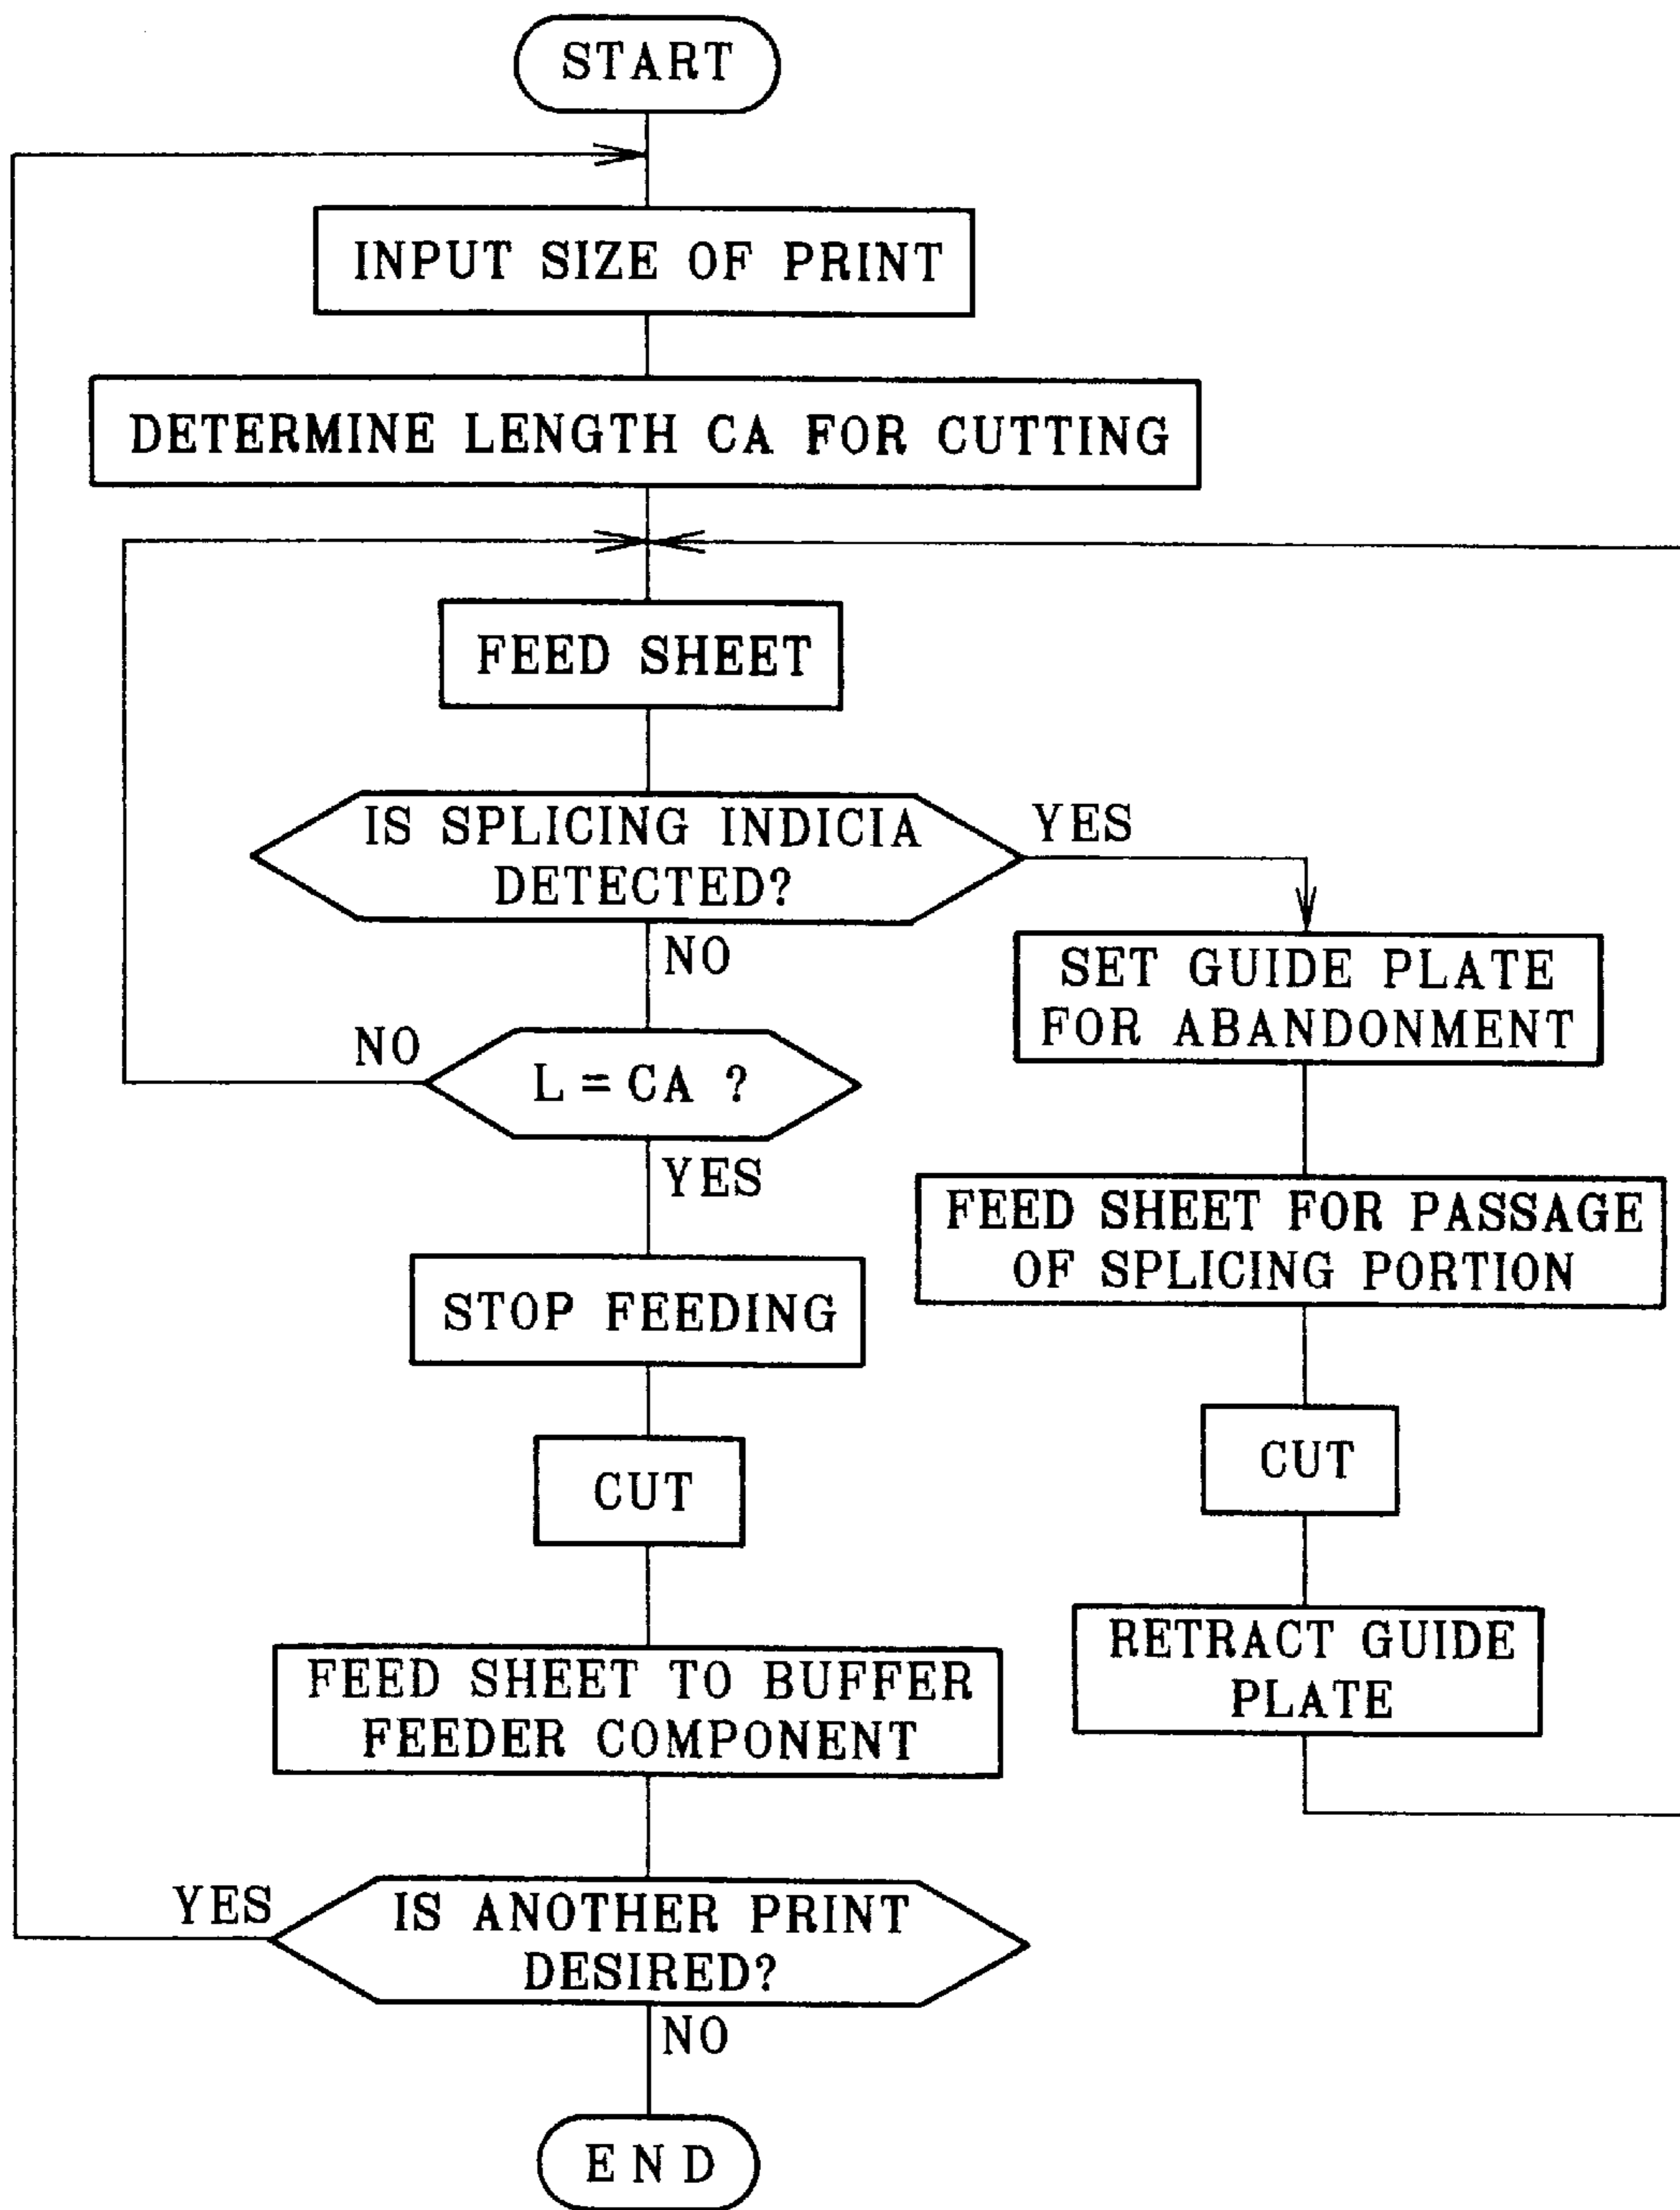 START
INPUT SIZE OF PRINT
DETERMINE LENGTH CA FOR CUTTING
FEED SHEET
IS SPLICING INDICIA
DETECTED?
YES
NO
SET GUIDE PLATE
FOR ABANDONMENT
NO
L = CA ?
YES
FEED SHEET FOR PASSAGE
OF SPLICING PORTION
STOP FEEDING
CUT
CUT
RETRACT GUIDE
PLATE
FEED SHEET TO BUFFER
FEEDER COMPONENT
YES
IS ANOTHER PRINT
DESIRED?
NO
END